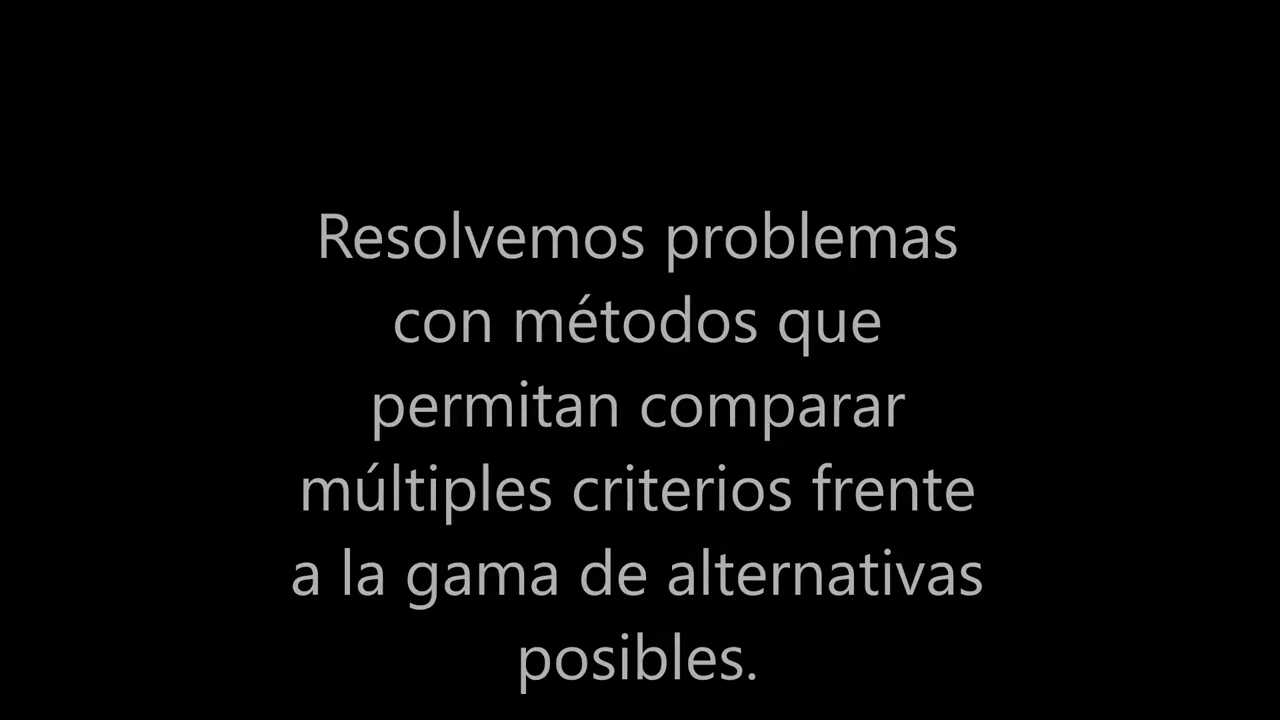 Resolvemos problemas
con métodos que
permitan comparar
múltiples criterios frente
a la gama de alternativas
posibles.